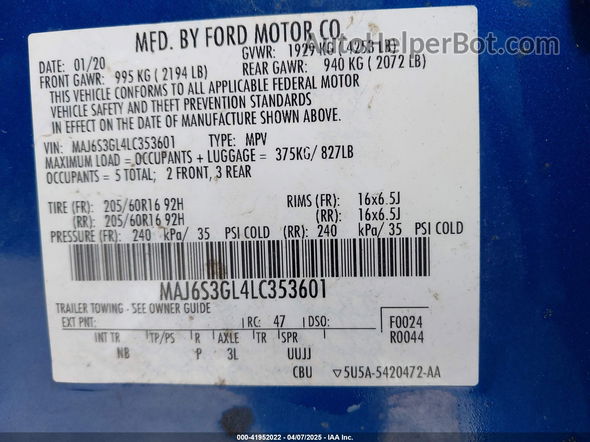 bidfax.info
MFD. BY FORD MOTOR CO.
DATE: 01/20 GVWR: 1929 KG (4253 LB)
FRONT GAWR: 995 KG ( 2194 LB) REAR GAWR: 940 KG ( 2072 LB)
THIS VEHICLE CONFORMS TO ALL APPLICABLE FEDERAL MOTOR
VEHICLE SAFETY AND THEFT PREVENTION STANDARDS
IN EFFECT ON THE DATE OF MANUFACTURE SHOWN ABOVE.
VIN: MAJ6S3GL4LC353601 TYPE: MPV
MAXIMUM LOAD = OCCUPANTS + LUGGAGE = 375KG/ 827LB
OCCUPANTS = 5 TOTAL; 2 FRONT, 3 REAR
TIRE (FR): 205/60R16 92H RIMS (FR): 16x6.5J
(RR): 205/60R16 92H (RR): 16x6.5J
PRESSURE (FR): 240 kPa/ 35 PSI COLD (RR): 240 kPa/ 35 PSI COLD
MAJ6S3GL4LC353601
TRAILER TOWING - SEE OWNER GUIDE
EXT PNT: RC: 47 DSO: F0024
INT TR TP/PS R AXLE TR SPR R0044
NB P 3L UUJJ
CBU ▽5U5A-5420472-AA
000-41952022 - 04/07/2025 - IAA Inc.